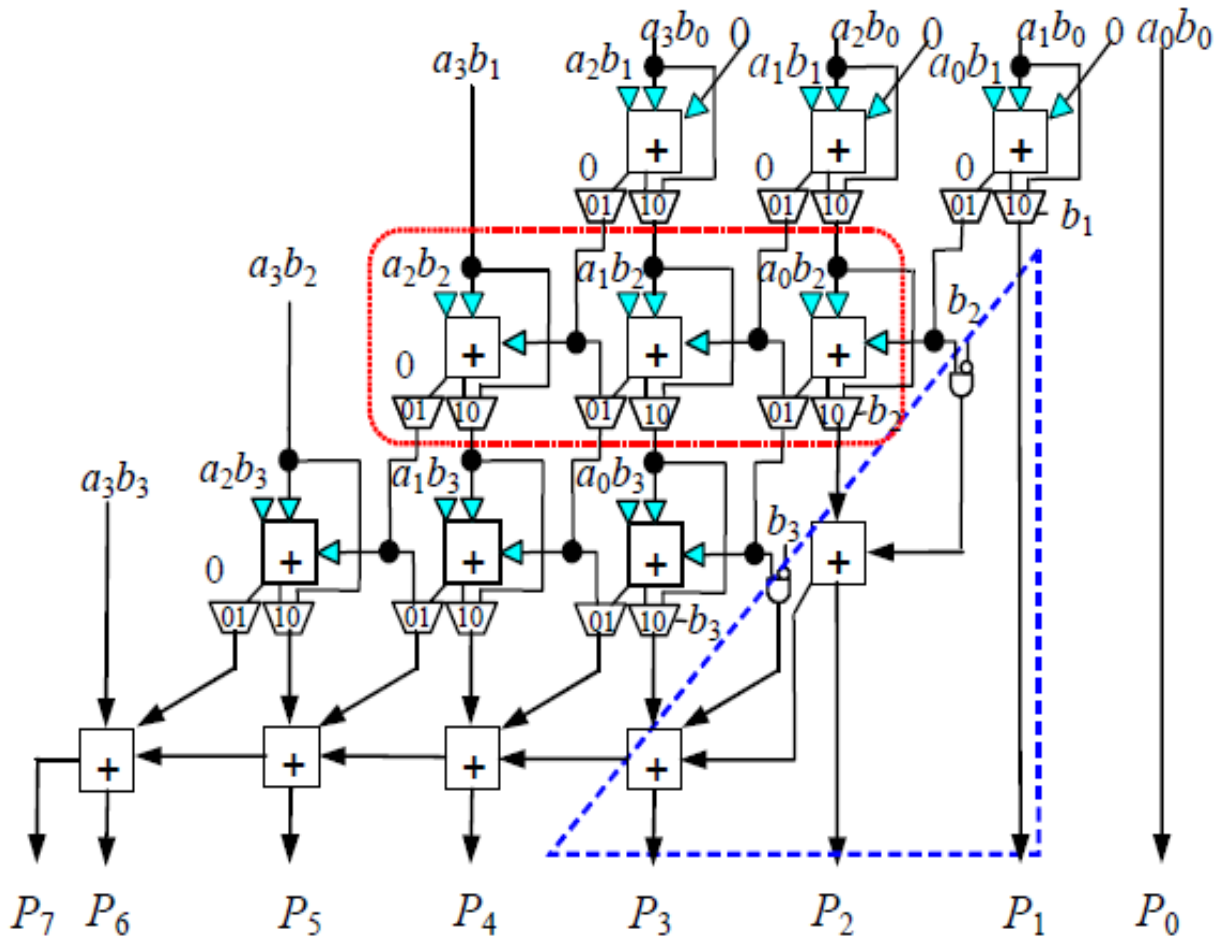 a₃b₀ 0 a₂b₀ 0 a₁b₀ 0 a₀b₀
a₃b₁ a₂b₁ a₁b₁ a₀b₁
+ + +
0 0 0
01 10 01 10 01 10 - b₁
a₃b₂ a₂b₂ a₁b₂ a₀b₂ b₂
+ + +
0
01 10 01 10 01 10 -b₂
a₃b₃ a₂b₃ a₁b₃ a₀b₃ b₃
+ + + +
0
01 10 01 10 01 10 -b₃
+ + + +
P₇ P₆ P₅ P₄ P₃ P₂ P₁ P₀